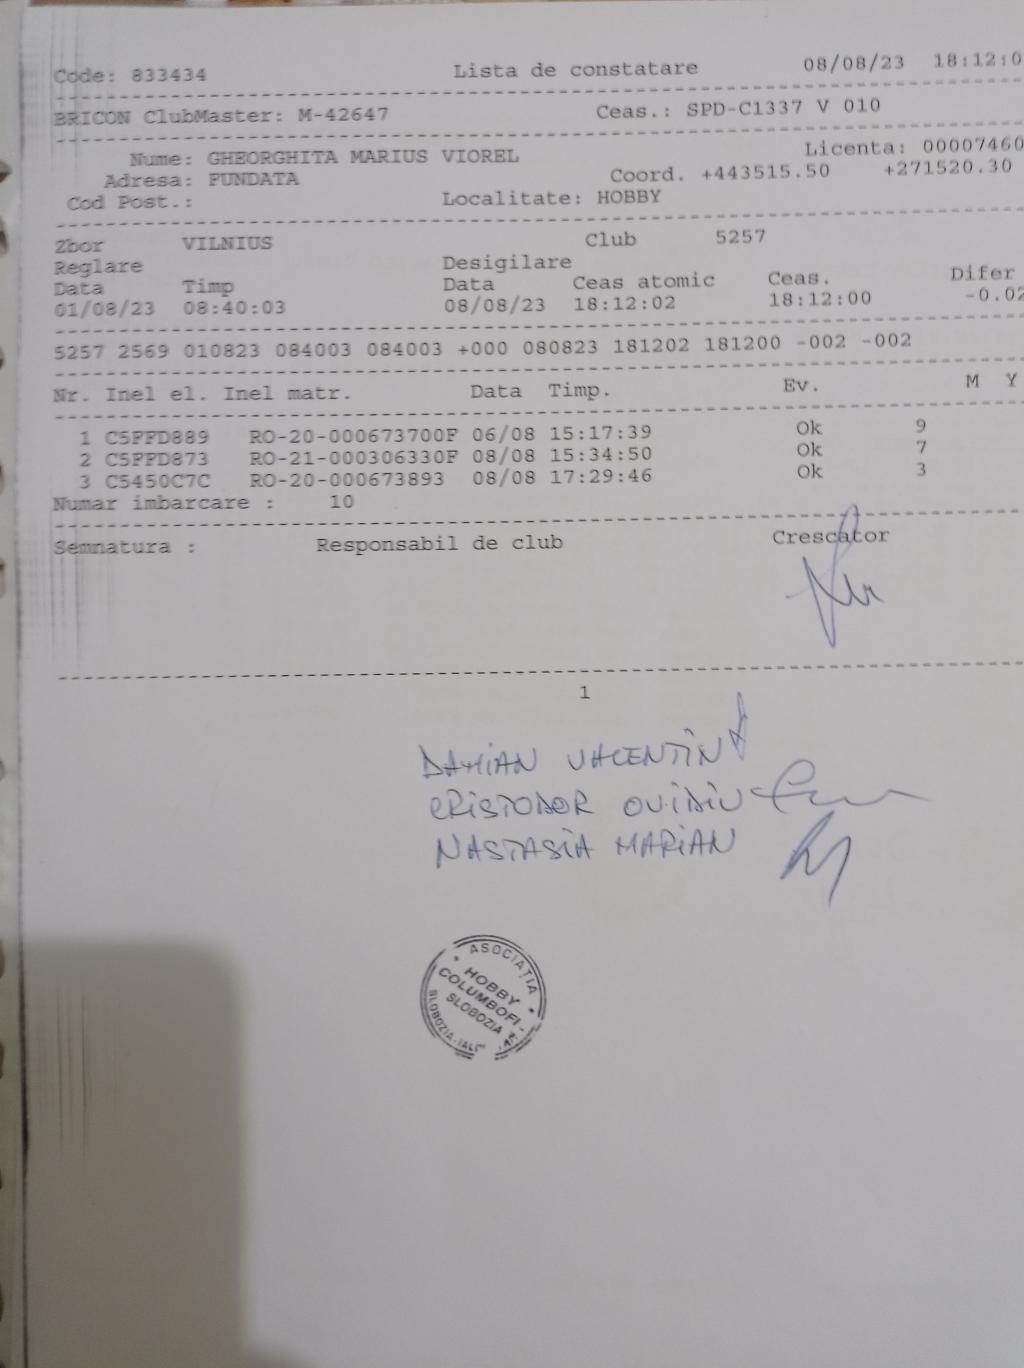 Code: 833434 Lista de constatare 08/08/23 18:12:0
BRICON ClubMaster: M-42647 Ceas.: SPD-C1337 V 010
Nume: GHEORGHITA MARIUS VIOREL Licenta: 00007460
Adresa: FUNDATA Coord. +443515.50 +271520.30
Cod Post.: Localitate: HOBBY
Zbor VILNIUS Club 5257
Reglare Desigilare
Data Timp Data Ceas atomic Ceas. Difer
01/08/23 08:40:03 08/08/23 18:12:02 18:12:00 -0.02
5257 2569 010823 084003 084003 +000 080823 181202 181200 -002 -002
Nr. Inel el. Inel matr. Data Timp. Ev. M Y
1 C5FFD889 RO-20-000673700F 06/08 15:17:39 Ok 9
2 C5FFD873 RO-21-000306330F 08/08 15:34:50 Ok 7
3 C5450C7C RO-20-000673893 08/08 17:29:46 Ok 3
Numar imbarcare : 10
Semnatura : Responsabil de club Crescator
1
DAMIAN VALENTIN
CRISTODOR OVIDIU
NASTASIA MARIAN
ASOCIAȚIA
HOBBY
COLUMBOFI-
SLOBOZIA
SLOBOZIA-IAL